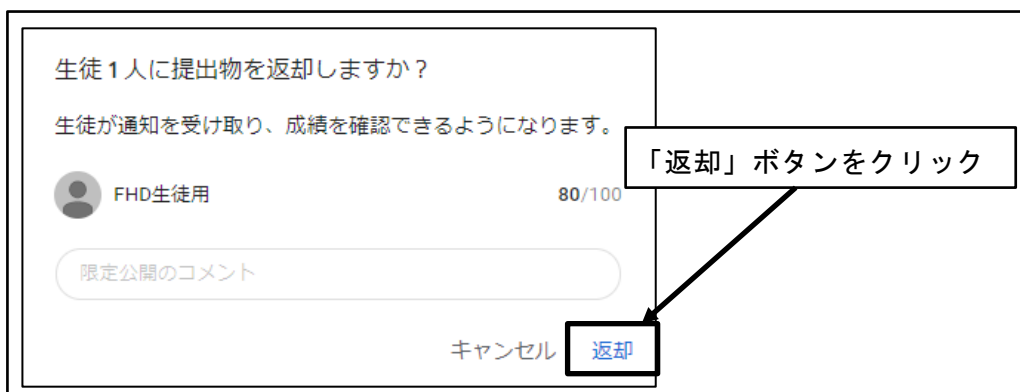 生徒1人に提出物を返却しますか？
生徒が通知を受け取り、成績を確認できるようになります。
「返却」ボタンをクリック
FHD生徒用
80/100
限定公開のコメント
キャンセル
返却